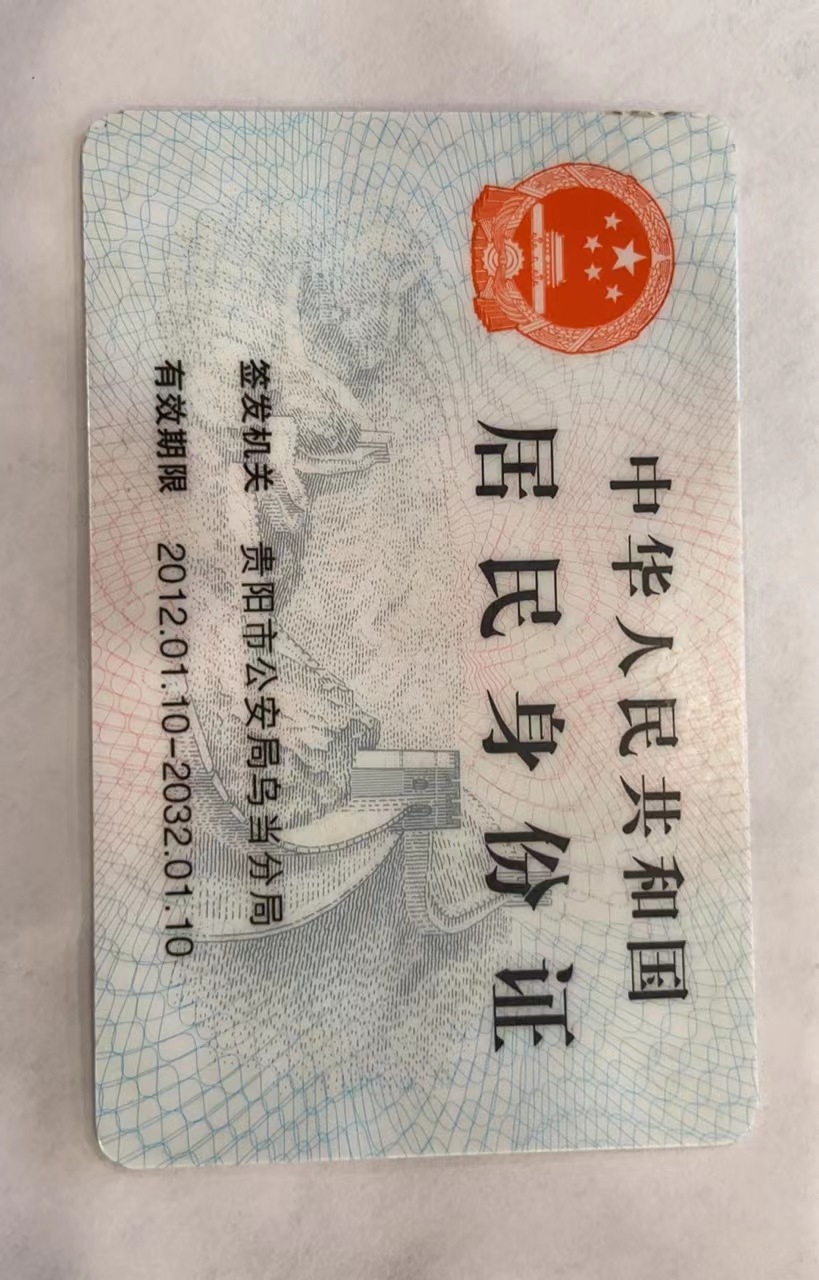 中华人民共和国
居民身份证
签发机关 贵阳市公安局乌当分局
有效期限 2012.01.10-2032.01.10